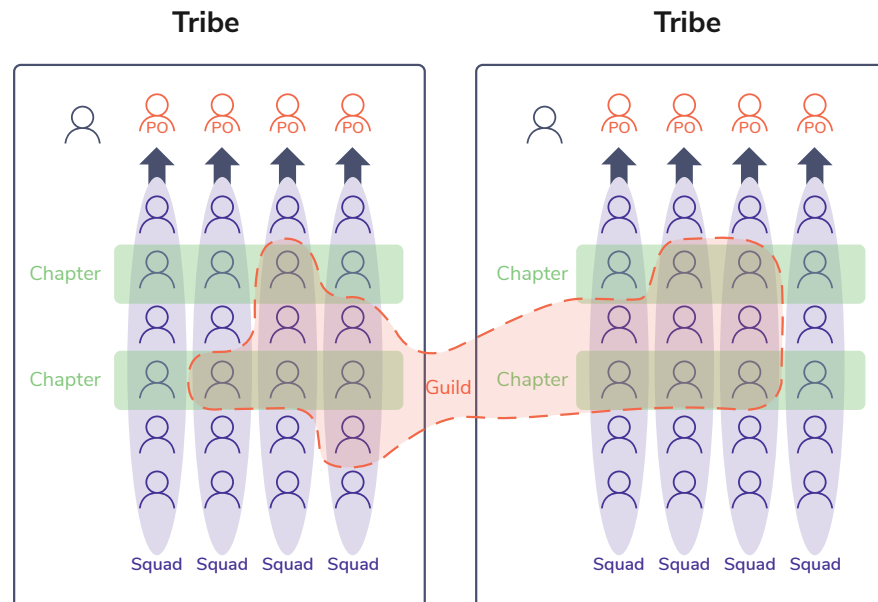 Tribe Tribe
PO PO PO PO PO PO PO PO
Chapter Chapter
Chapter Guild Chapter
Squad Squad Squad Squad Squad Squad Squad Squad